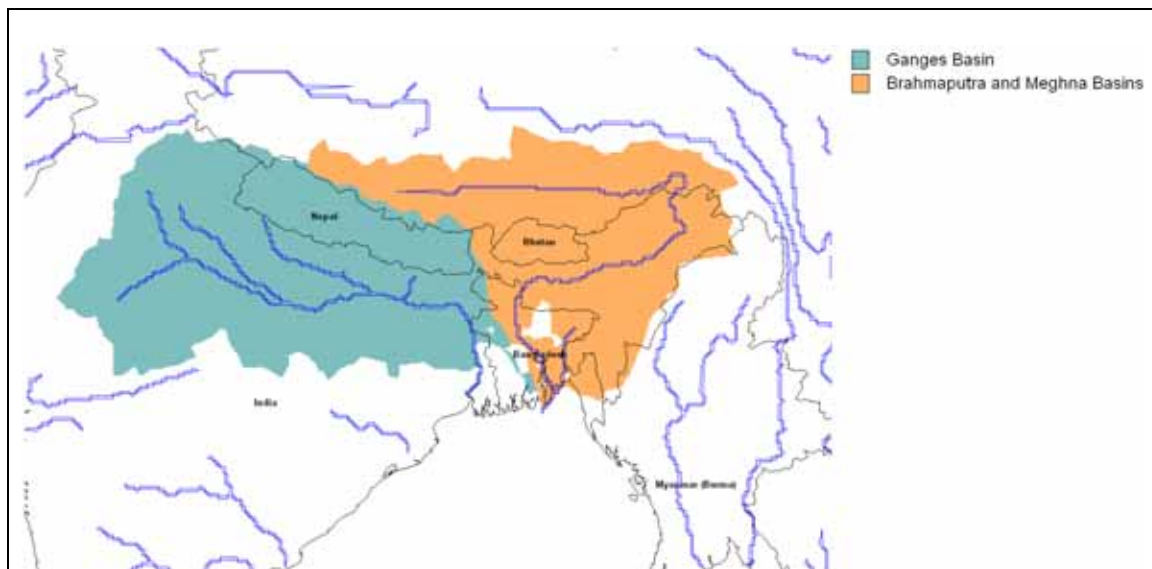 Ganges Basin
Brahmaputra and Meghna Basins
Nepal
Bhutan
Bangladesh
India
Myanmar (Burma)